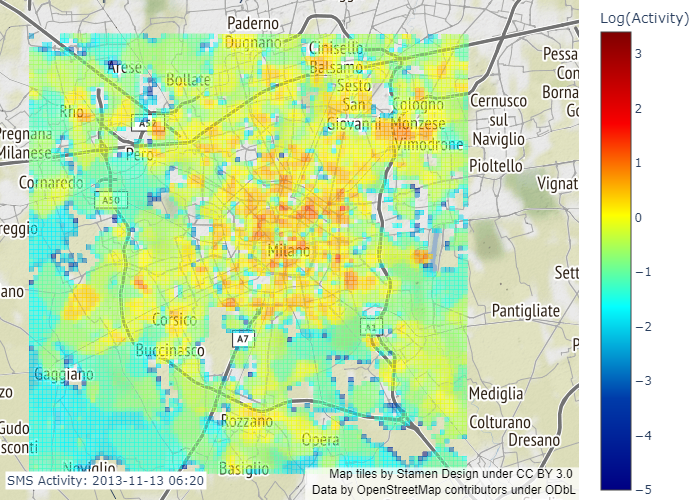 Log(Activity)
Paderno
Dugnano
Cinisello
Balsamo
Arese
Bollate
Sesto
San
Giovanni
Pessa
Con
Borna
Go
Rho
A52
Cologno
Monzese
Cernusco
sul
Naviglio
Pregnana
Milanese
Pero
Vimodrone
Pioltello
Cornaredo
A50
Vignat
reggio
Milano
Sett
ano
Pantigliate
Corsico
A1
A7
Buccinasco
P
Gaggiano
Mediglia
zo
Rozzano
Colturano
Gudo
sconti
Opera
Dresano
Noviglio
Basiglio
SMS Activity: 2013-11-13 06:20
Map tiles by Stamen Design under CC BY 3.0
Data by OpenStreetMap contributors under ODbL
3
2
1
0
−1
−2
−3
−4
−5